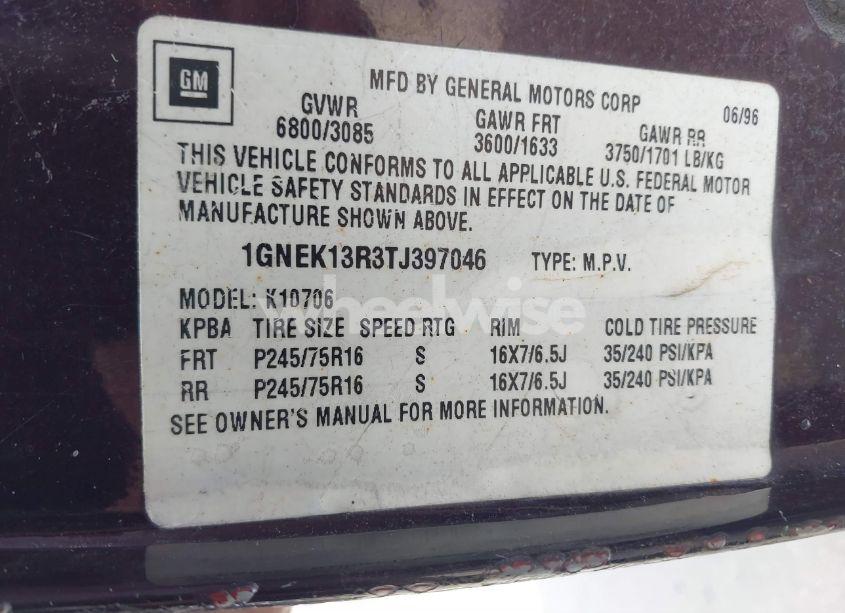 GM
MFD BY GENERAL MOTORS CORP 06/96
GVWR GAWR FRT GAWR RR
6800/3085 3600/1633 3750/1701 LB/KG
THIS VEHICLE CONFORMS TO ALL APPLICABLE U.S. FEDERAL MOTOR
VEHICLE SAFETY STANDARDS IN EFFECT ON THE DATE OF
MANUFACTURE SHOWN ABOVE.
1GNEK13R3TJ397046 TYPE: M.P.V.
MODEL: K10706
wheelwise
KPBA TIRE SIZE SPEED RTG RIM COLD TIRE PRESSURE
FRT P245/75R16 S 16X7/6.5J 35/240 PSI/KPA
RR P245/75R16 S 16X7/6.5J 35/240 PSI/KPA
SEE OWNER'S MANUAL FOR MORE INFORMATION.